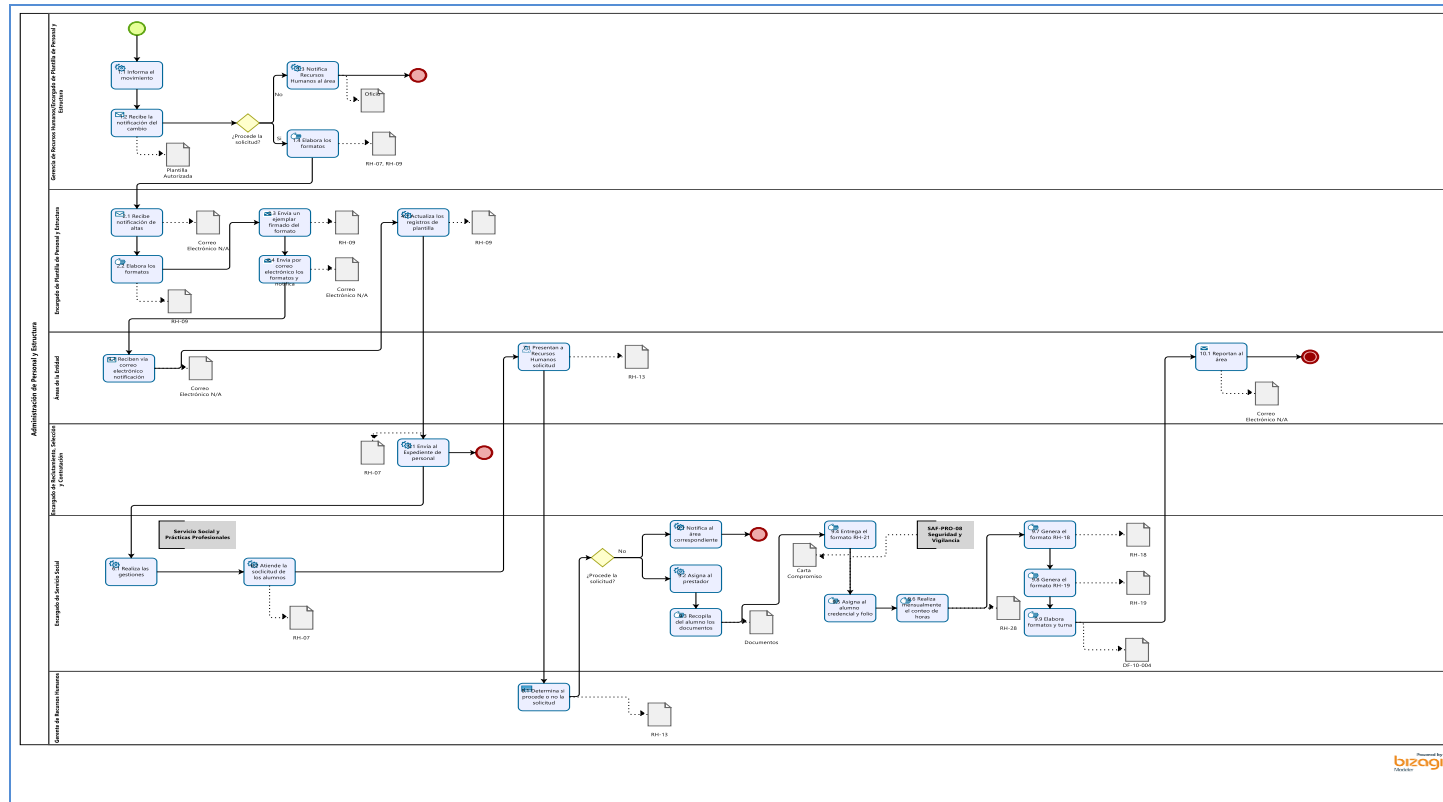 Administración de Personal y Estructura
Gerencia de Recursos Humanos/Encargado de Plantilla de Personal y
Estructura
Informa el
movimiento
Recibe la
notificación del
cambio
Plantilla
Autorizada
¿Procede la
solicitud?
No
Notifica
Recursos
Humanos al área
Oficio
Si
Elabora los
formatos
RH-07, RH-09
Encargado de Plantilla de Personal y Estructura
Recibe
notificación de
altas
Correo
Electrónico N/A
2.2 Elabora los
formatos
RH-09
Envía un
ejemplar
firmado del
formato
RH-09
Envía por
correo
electrónico los
formatos y
notifica
Correo
Electrónico N/A
Actualiza los
registros de
plantilla
RH-09
Áreas de la Entidad
Reciben vía
correo
electrónico
notificación
Correo
Electrónico N/A
Presentan a
Recursos
Humanos
solicitud
RH-13
10.1 Reportan al
área
Correo
Electrónico N/A
Encargado de Reclutamiento, Selección
y Contratación
RH-07
Envía al
Expediente de
personal
Encargado de Servicio Social
Servicio Social y
Prácticas Profesionales
Realiza las
gestiones
Atiende la
soclicitud de
los alumnos
RH-07
¿Procede la
solicitud?
No
Notifica al
área
correspondiente
9.2 Asigna al
prestador
Recopila
del alumno los
documentos
Documentos
Entrega el
formato RH-21
Carta
Compromiso
SAF-PRO-08
Seguridad y
Vigilancia
Asigna al
alumno
credencial y folio
Realiza
mensualmente
el conteo de
horas
RH-28
9.7 Genera el
formato RH-18
RH-18
9.8 Genera el
formato RH-19
RH-19
9.9 Elabora
formatos y turna
DF-10-004
Gerente de Recursos Humanos
Determina si
procede o no la
solicitud
RH-13
Powered by
bizagi
Modeler